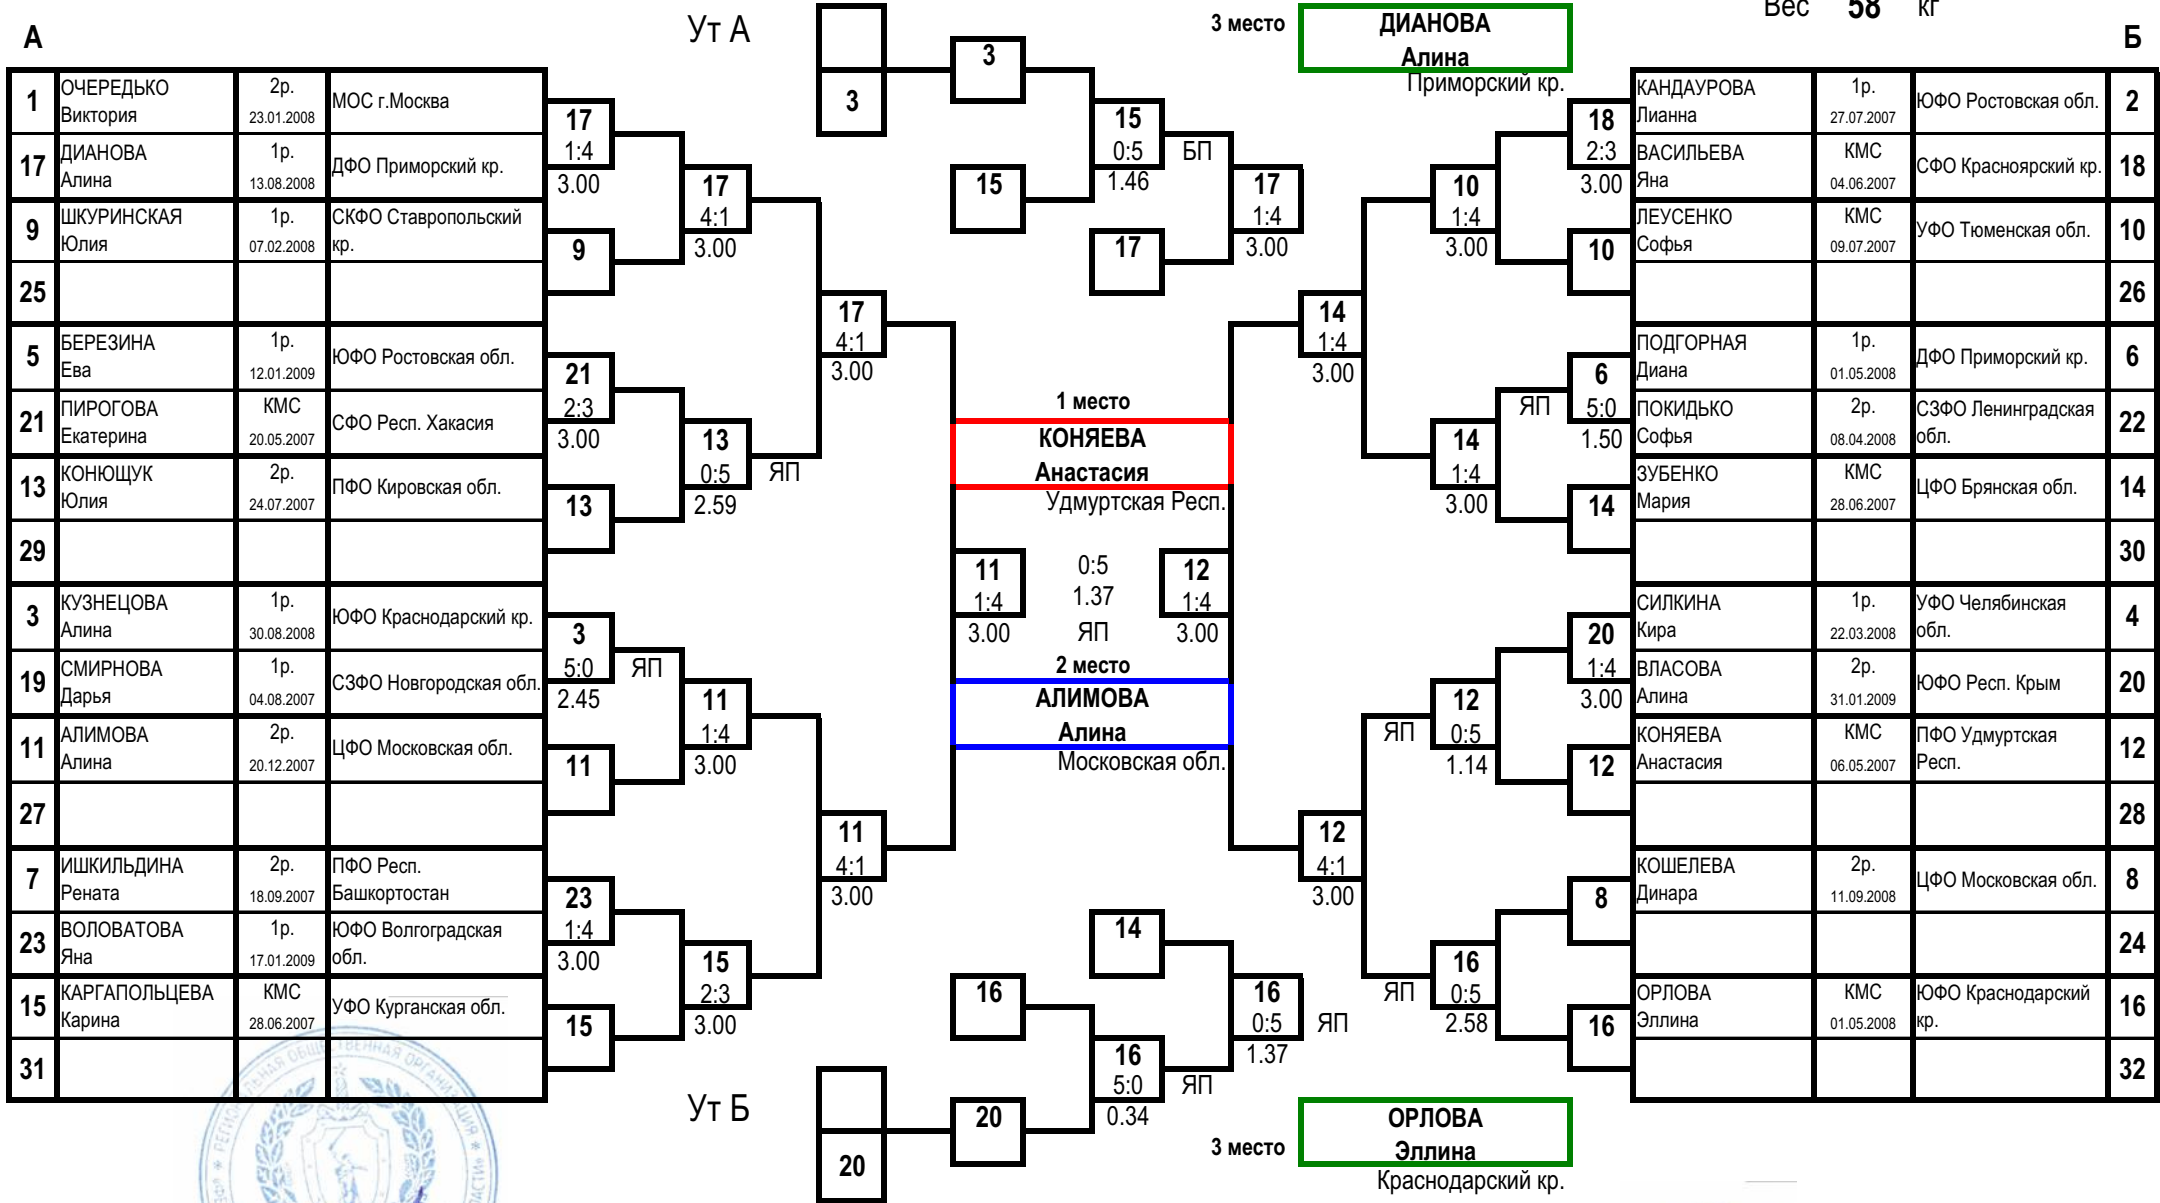 Вес 58 кг
А
Ут А
3 место
ДИАНОВА
Алина
Приморский кр.
Б
1 ОЧЕРЕДЬКО Виктория 2р. 23.01.2008 МОС г.Москва
17 ДИАНОВА Алина 1р. 13.08.2008 ДФО Приморский кр.
9 ШКУРИНСКАЯ Юлия 1р. 07.02.2008 СКФО Ставропольский кр.
25
5 БЕРЕЗИНА Ева 1р. 12.01.2009 ЮФО Ростовская обл.
21 ПИРОГОВА Екатерина КМС 20.05.2007 СФО Респ. Хакасия
13 КОНЮЩУК Юлия 2р. 24.07.2007 ПФО Кировская обл.
29
3 КУЗНЕЦОВА Алина 1р. 30.08.2008 ЮФО Краснодарский кр.
19 СМИРНОВА Дарья 1р. 04.08.2007 СЗФО Новгородская обл.
11 АЛИМОВА Алина 2р. 20.12.2007 ЦФО Московская обл.
27
7 ИШКИЛЬДИНА Рената 2р. 18.09.2007 ПФО Респ. Башкортостан
23 ВОЛОВАТОВА Яна 1р. 17.01.2009 ЮФО Волгоградская обл.
15 КАРГАПОЛЬЦЕВА Карина КМС 28.06.2007 УФО Курганская обл.
31
17
1:4
3.00
9
21
2:3
3.00
13
3
5:0 ЯП
2.45
11
23
1:4
3.00
15
17
4:1
3.00
13
0:5 ЯП
2.59
11
1:4
3.00
15
2:3
3.00
17
4:1
3.00
11
4:1
3.00
3
3
15
15
0:5 БП
1.46
17
17
1:4
3.00
1 место
КОНЯЕВА
Анастасия
Удмуртская Респ.
11
1:4
3.00
0:5
1.37
ЯП
12
1:4
3.00
2 место
АЛИМОВА
Алина
Московская обл.
14
1:4
3.00
12
4:1
3.00
10
1:4
3.00
14
1:4
3.00
ЯП
12
0:5
1.14
ЯП
16
0:5
2.58
ЯП
18
2:3
3.00
10
6
5:0
1.50
14
20
1:4
3.00
12
8
16
КАНДАУРОВА Лианна 1р. 27.07.2007 ЮФО Ростовская обл. 2
ВАСИЛЬЕВА Яна КМС 04.06.2007 СФО Красноярский кр. 18
ЛЕУСЕНКО Софья КМС 09.07.2007 УФО Тюменская обл. 10
26
ПОДГОРНАЯ Диана 1р. 01.05.2008 ДФО Приморский кр. 6
ПОКИДЬКО Софья 2р. 08.04.2008 СЗФО Ленинградская обл. 22
ЗУБЕНКО Мария КМС 28.06.2007 ЦФО Брянская обл. 14
30
СИЛКИНА Кира 1р. 22.03.2008 УФО Челябинская обл. 4
ВЛАСОВА Алина 2р. 31.01.2009 ЮФО Респ. Крым 20
КОНЯЕВА Анастасия КМС 06.05.2007 ПФО Удмуртская Респ. 12
28
КОШЕЛЕВА Динара 2р. 11.09.2008 ЦФО Московская обл. 8
24
ОРЛОВА Эллина КМС 01.05.2008 ЮФО Краснодарский кр. 16
32
14
16
16
0:5 ЯП
1.37
16
5:0 ЯП
0.34
Ут Б
20
20
3 место
ОРЛОВА
Эллина
Краснодарский кр.